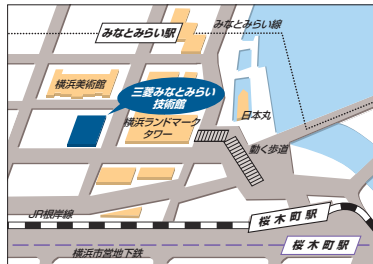 みなとみらい駅
みなとみらい線
横浜美術館
三菱みなとみらい
技術館
横浜ランドマーク
タワー
日本丸
動く歩道
JR根岸線
桜木町駅
桜木町駅
横浜市営地下鉄